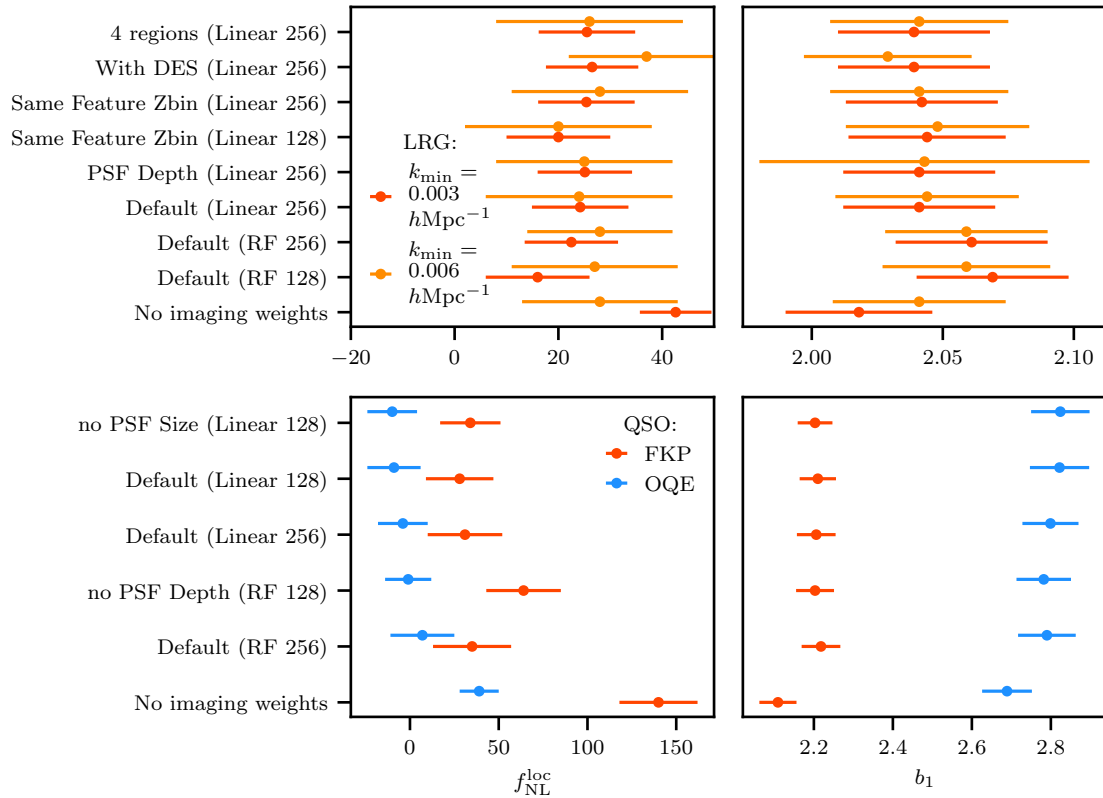 4 regions (Linear 256)
With DES (Linear 256)
Same Feature Zbin (Linear 256)
Same Feature Zbin (Linear 128)
PSF Depth (Linear 256)
Default (Linear 256)
Default (RF 256)
Default (RF 128)
No imaging weights
LRG:
k_min =
0.003
hMpc⁻¹
k_min =
0.006
hMpc⁻¹
−20 0 20 40
2.00 2.05 2.10
no PSF Size (Linear 128)
Default (Linear 128)
Default (Linear 256)
no PSF Depth (RF 128)
Default (RF 256)
No imaging weights
QSO:
FKP
OQE
0 50 100 150
2.2 2.4 2.6 2.8
f_NL^loc
b₁